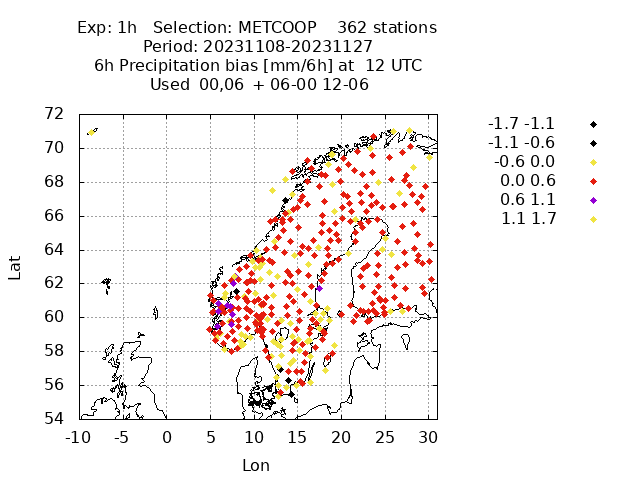 Exp: 1h   Selection: METCOOP    362 stations
Period: 20231108-20231127
6h Precipitation bias [mm/6h] at  12 UTC
Used  00,06  + 06-00 12-06
-1.7 -1.1
-1.1 -0.6
-0.6 0.0
0.0 0.6
0.6 1.1
1.1 1.7
72
70
68
66
64
62
60
58
56
54
Lat
-10 -5 0 5 10 15 20 25 30
Lon